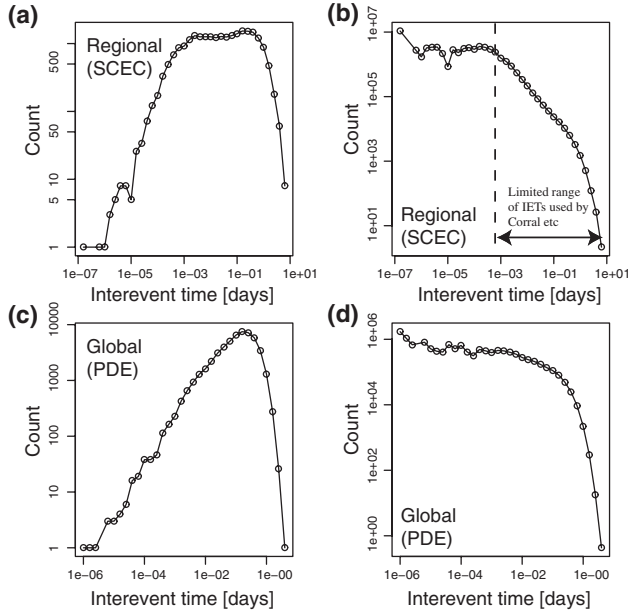 (a)
Regional
(SCEC)
Count
500
50
10
5
1
1e-07 1e-05 1e-03 1e-01 1e+01
Interevent time [days]
(b)
Regional
(SCEC)
Limited range
of IETs used by
Corral etc
Count
1e+07
1e+05
1e+03
1e+01
1e-07 1e-05 1e-03 1e-01 1e+01
Interevent time [days]
(c)
Global
(PDE)
Count
10000
1000
100
10
1
1e-06 1e-04 1e-02 1e-00
Interevent time [days]
(d)
Global
(PDE)
Count
1e+06
1e+04
1e+02
1e+00
1e-06 1e-04 1e-02 1e-00
Interevent time [days]